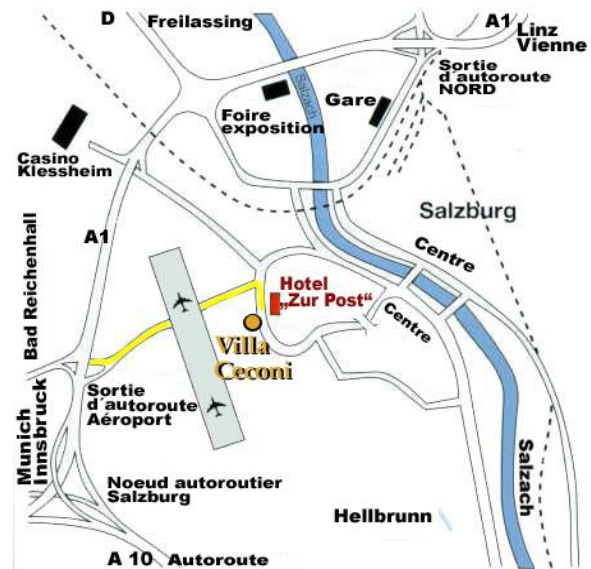 D
Freilassing
A1
Linz
Vienne
Sortie
d´autoroute
NORD
Salzach
Gare
Foire
exposition
Casino
Klessheim
Salzburg
A1
Centre
Bad Reichenhall
Hotel
„Zur Post“
Centre
Villa
Ceconi
Sortie
d´autoroute
Aéroport
Munich
Innsbruck
Noeud autoroutier
Salzburg
Salzach
Hellbrunn
A 10 Autoroute